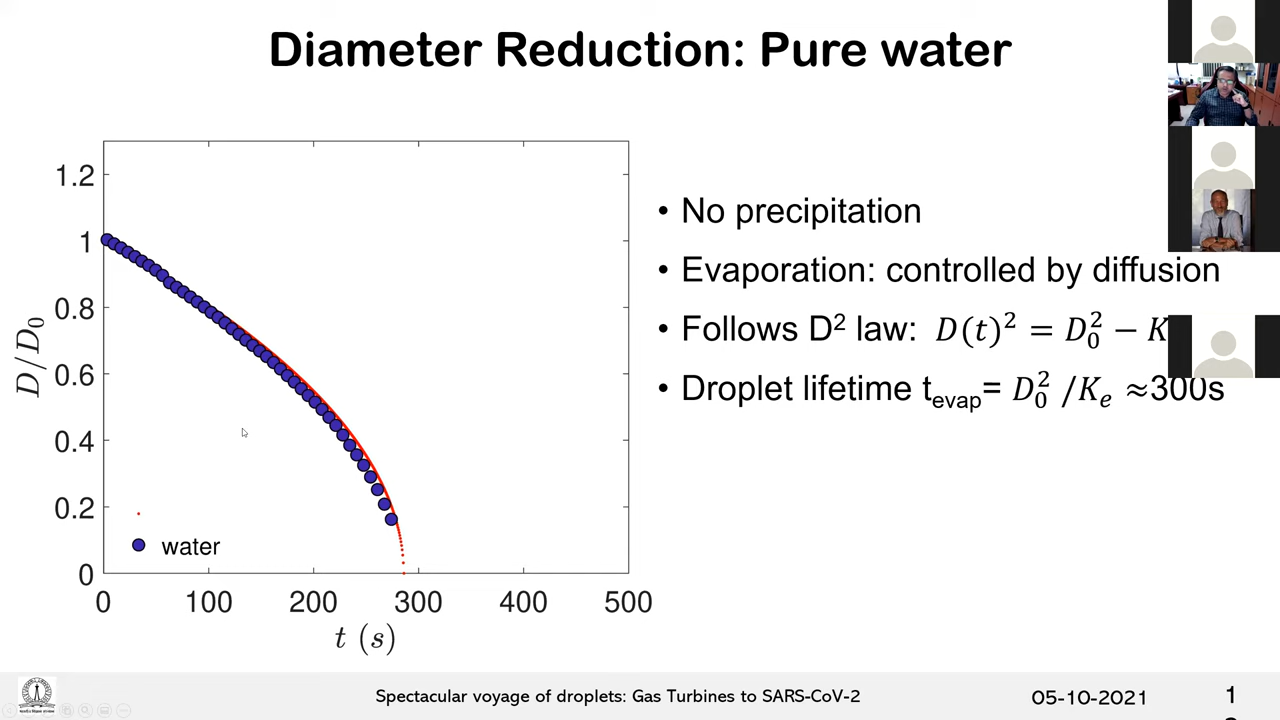 Diameter Reduction: Pure water
1.2
1
0.8
0.6
0.4
0.2
0
D/D₀
0 100 200 300 400 500
t (s)
water
• No precipitation
• Evaporation: controlled by diffusion
• Follows D² law: D(t)² = D₀² − K
• Droplet lifetime tₑᵥₐₚ= D₀² /Kₑ ≈300s
Spectacular voyage of droplets: Gas Turbines to SARS-CoV-2
05-10-2021
1